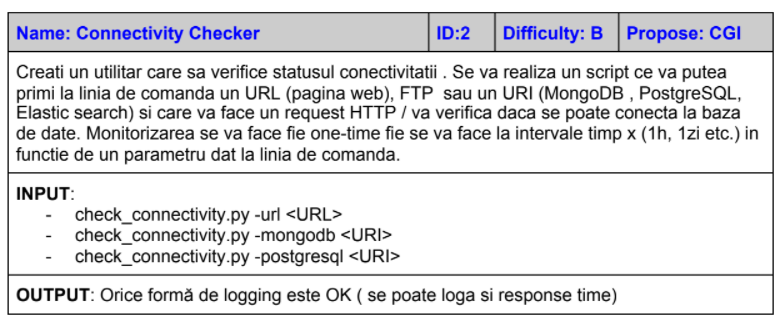 Name: Connectivity Checker ID:2 Difficulty: B Propose: CGI
Creati un utilitar care sa verifice statusul conectivitatii . Se va realiza un script ce va putea
primi la linia de comanda un URL (pagina web), FTP sau un URI (MongoDB , PostgreSQL,
Elastic search) si care va face un request HTTP / va verifica daca se poate conecta la baza
de date. Monitorizarea se va face fie one-time fie se va face la intervale timp x (1h, 1zi etc.) in
functie de un parametru dat la linia de comanda.
INPUT:
- check_connectivity.py -url <URL>
- check_connectivity.py -mongodb <URI>
- check_connectivity.py -postgresql <URI>
OUTPUT: Orice formă de logging este OK ( se poate loga si response time)